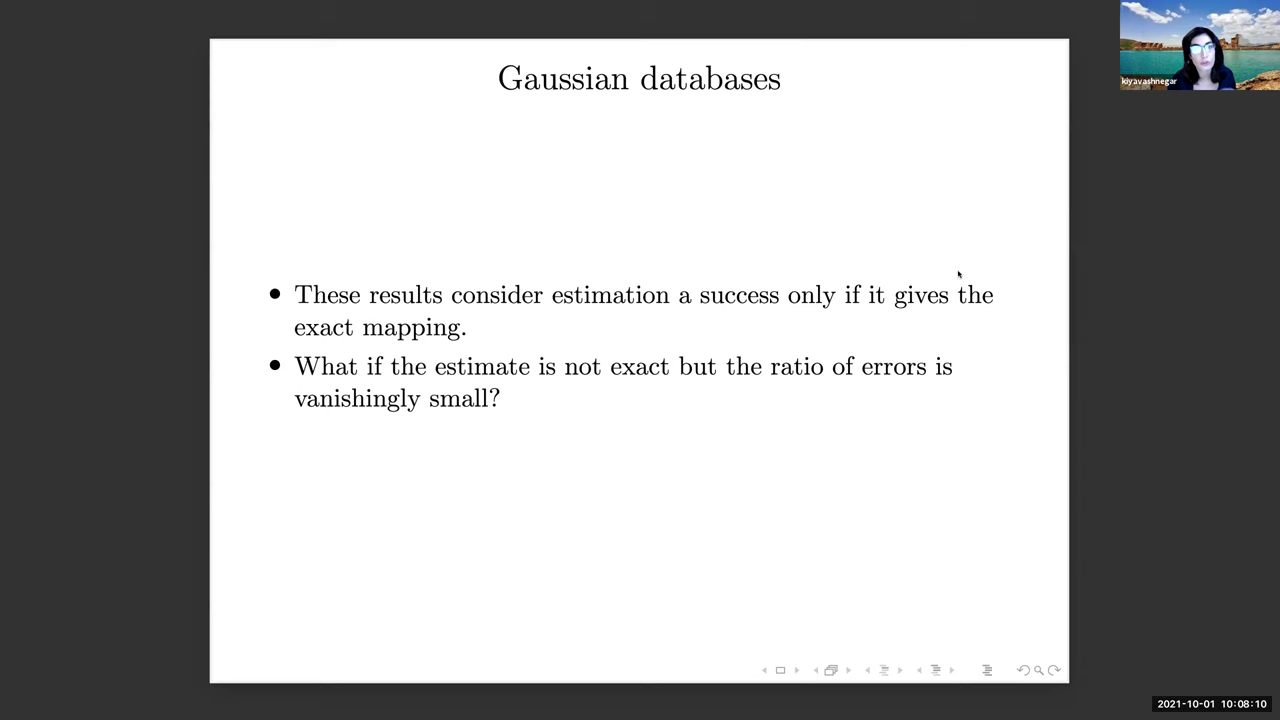 Gaussian databases
kiyavashnegar
• These results consider estimation a success only if it gives the
exact mapping.
• What if the estimate is not exact but the ratio of errors is
vanishingly small?
2021-10-01 10:08:10